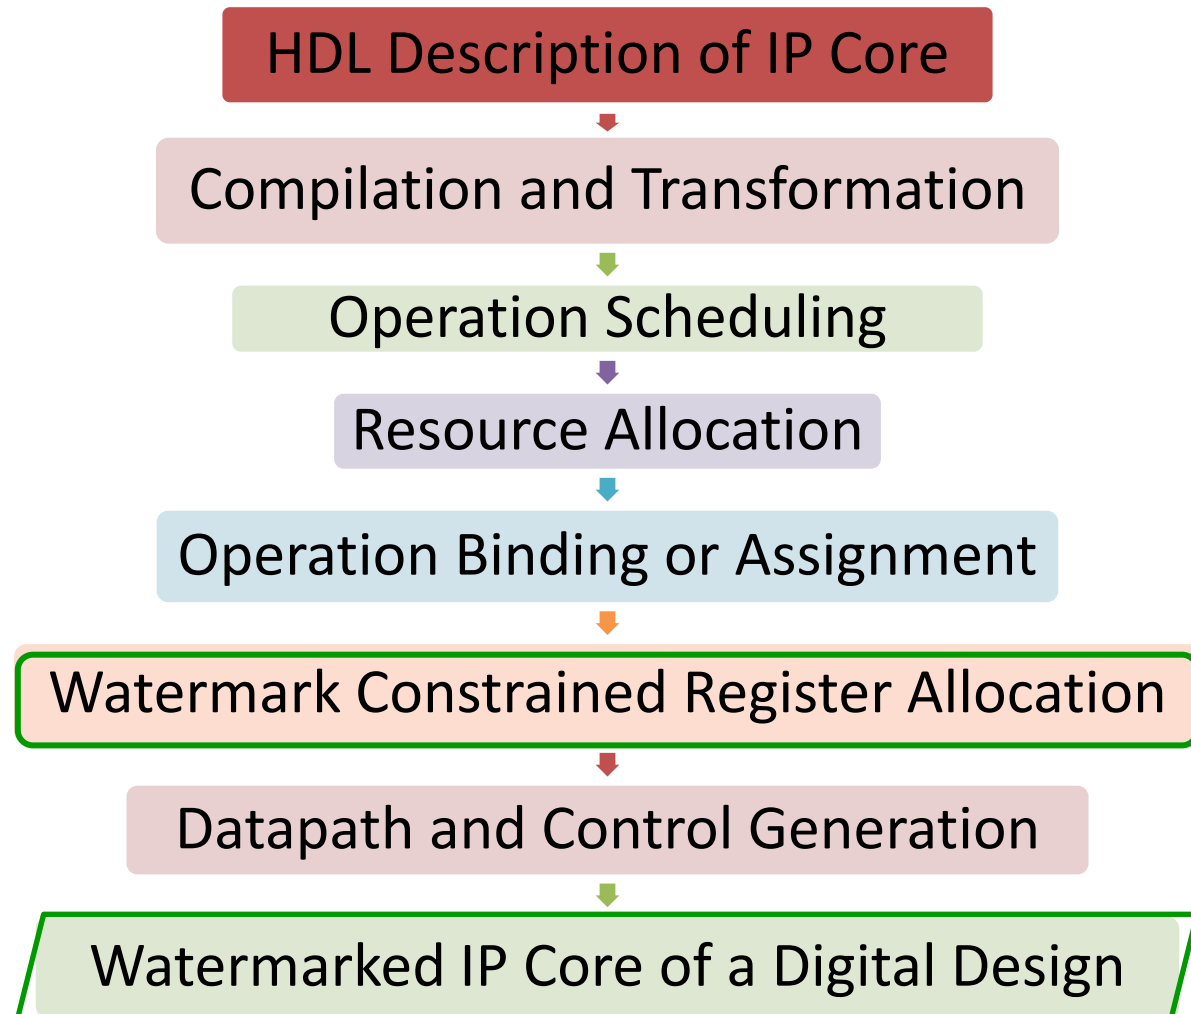 HDL Description of IP Core
Compilation and Transformation
Operation Scheduling
Resource Allocation
Operation Binding or Assignment
Watermark Constrained Register Allocation
Datapath and Control Generation
Watermarked IP Core of a Digital Design